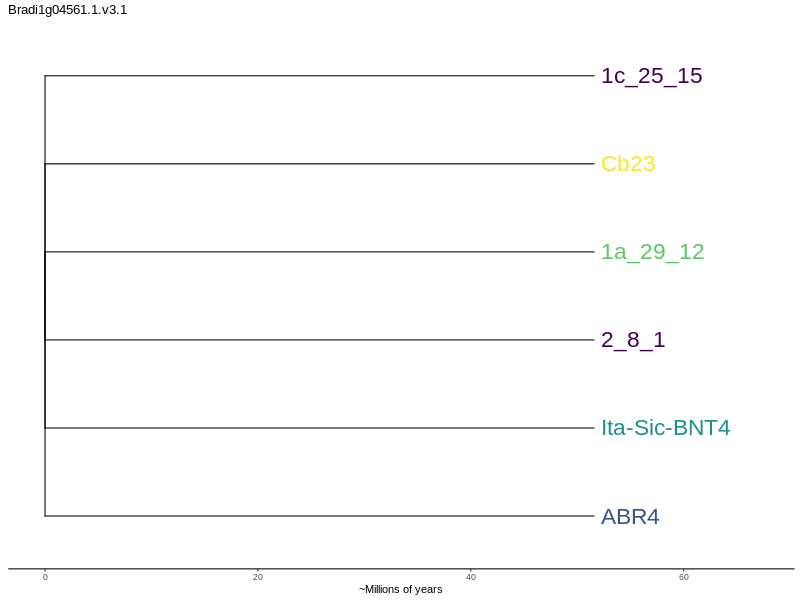 Bradi1g04561.1.v3.1
1c_25_15
Cb23
1a_29_12
2_8_1
Ita-Sic-BNT4
ABR4
0 20 40 60
~Millions of years